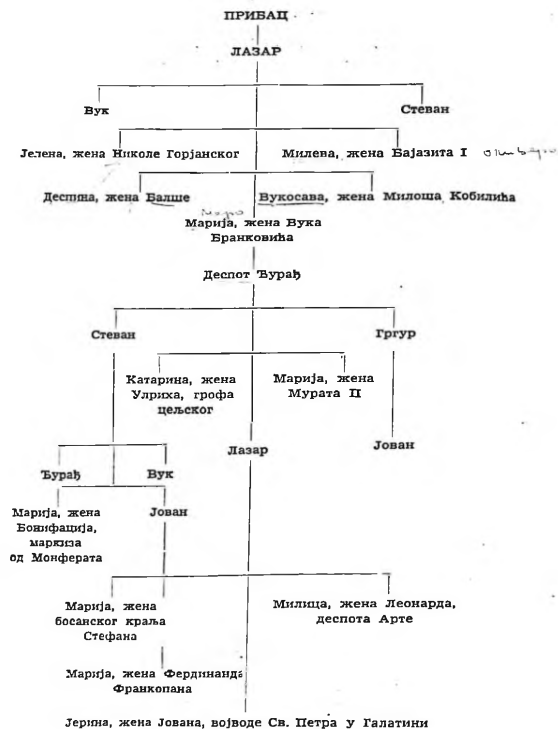 ПРИБАЦ
ЛАЗАР
Вук
Стеван
Јелена, жена Николе Горјанског
Милева, жена Бајазита I
Деспина, жена Балше
Вукосава, жена Милоша Кобилића
Марија, жена Вука
Бранковића
Деспот Ђурађ
Стеван
Гргур
Катарина, жена
Улриха, грофа
цељског
Марија, жена
Мурата II
Лазар
Јован
Ђурађ
Вук
Марија, жена
Бонифација,
маркиза
од Монферата
Јован
Марија, жена
босанског краља
Стефана
Милица, жена Леонарда,
деспота Арте
Марија, жена Фердинанда
Франкопана
Јерина, жена Јована, војводе Св. Петра у Галатини